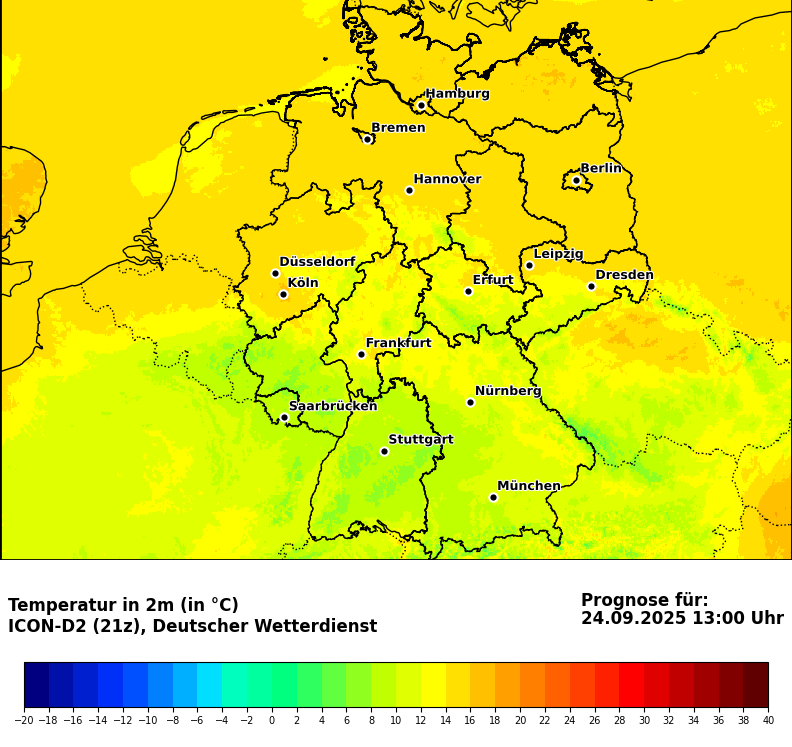 Hamburg
Bremen
Berlin
Hannover
Leipzig
Düsseldorf
Dresden
Köln
Erfurt
Frankfurt
Nürnberg
Saarbrücken
Stuttgart
München
Temperatur in 2m (in °C)
ICON-D2 (21z), Deutscher Wetterdienst
Prognose für:
24.09.2025 13:00 Uhr
−20 −18 −16 −14 −12 −10 −8 −6 −4 −2 0 2 4 6 8 10 12 14 16 18 20 22 24 26 28 30 32 34 36 38 40